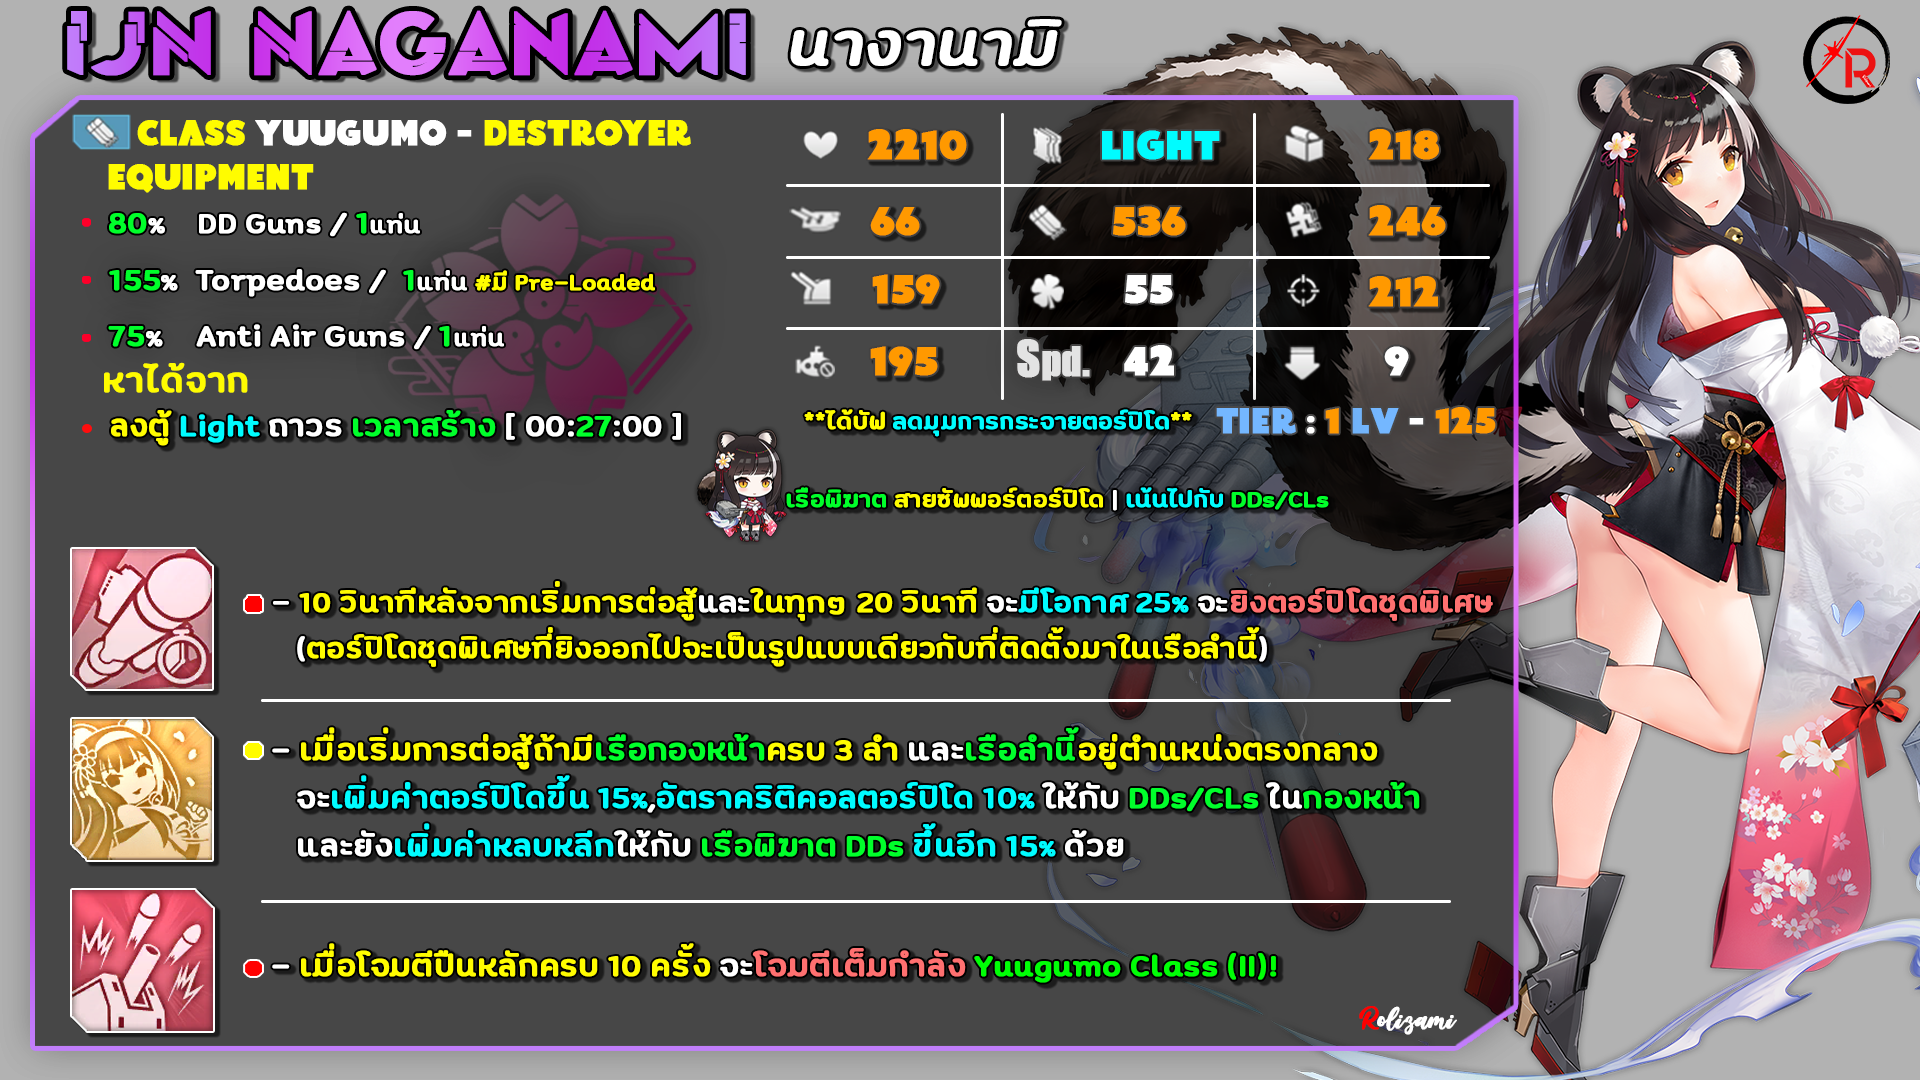 IJN NAGANAMI นางานามิ
CLASS YUUGUMO - DESTROYER
EQUIPMENT
80% DD Guns / 1แท่น
155% Torpedoes / 1แท่น #มี Pre-Loaded
75% Anti Air Guns / 1แท่น
หาได้จาก
ลงตู้ Light ถาวร เวลาสร้าง [ 00:27:00 ]
2210 LIGHT 218
66 536 246
159 55 212
195 Spd. 42 9
**ได้บัฟ ลดมุมการกระจายตอร์ปิโด** TIER : 1 LV - 125
เรือพิฆาต สายซัพพอร์ตอร์ปิโด | เน้นไปกับ DDs/CLs
- 10 วินาทีหลังจากเริ่มการต่อสู้และในทุกๆ 20 วินาที จะมีโอกาศ 25% จะยิงตอร์ปิโดชุดพิเศษ
(ตอร์ปิโดชุดพิเศษที่ยิงออกไปจะเป็นรูปแบบเดียวกับที่ติดตั้งมาในเรือลำนี้)
- เมื่อเริ่มการต่อสู้ถ้ามีเรือกองหน้าครบ 3 ลำ และเรือลำนี้อยู่ตำแหน่งตรงกลาง
จะเพิ่มค่าตอร์ปิโดขึ้น 15%,อัตราคริติคอลตอร์ปิโด 10% ให้กับ DDs/CLs ในกองหน้า
และยังเพิ่มค่าหลบหลีกให้กับ เรือพิฆาต DDs ขึ้นอีก 15% ด้วย
- เมื่อโจมตีปืนหลักครบ 10 ครั้ง จะโจมตีเต็มกำลัง Yuugumo Class (II)!
Rolizami
R